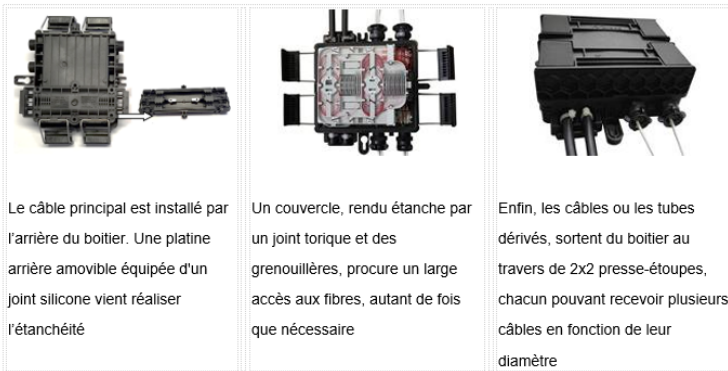 Le câble principal est installé par
l'arrière du boitier. Une platine
arrière amovible équipée d'un
joint silicone vient réaliser
l'étanchéité
Un couvercle, rendu étanche par
un joint torique et des
grenouillères, procure un large
accès aux fibres, autant de fois
que nécessaire
Enfin, les câbles ou les tubes
dérivés, sortent du boitier au
travers de 2x2 presse-étoupes,
chacun pouvant recevoir plusieurs
câbles en fonction de leur
diamètre